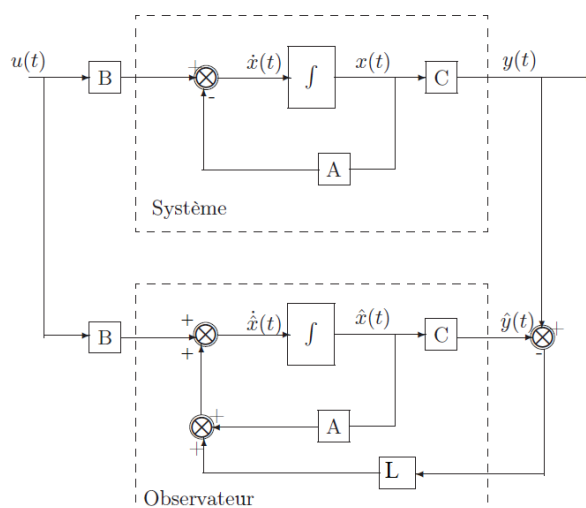 u(t)
B
+
-
ẋ(t)
∫
x(t)
C
y(t)
A
Système
B
+
+
x̂̇(t)
∫
x̂(t)
C
ŷ(t)
+
-
+
A
+
L
Observateur